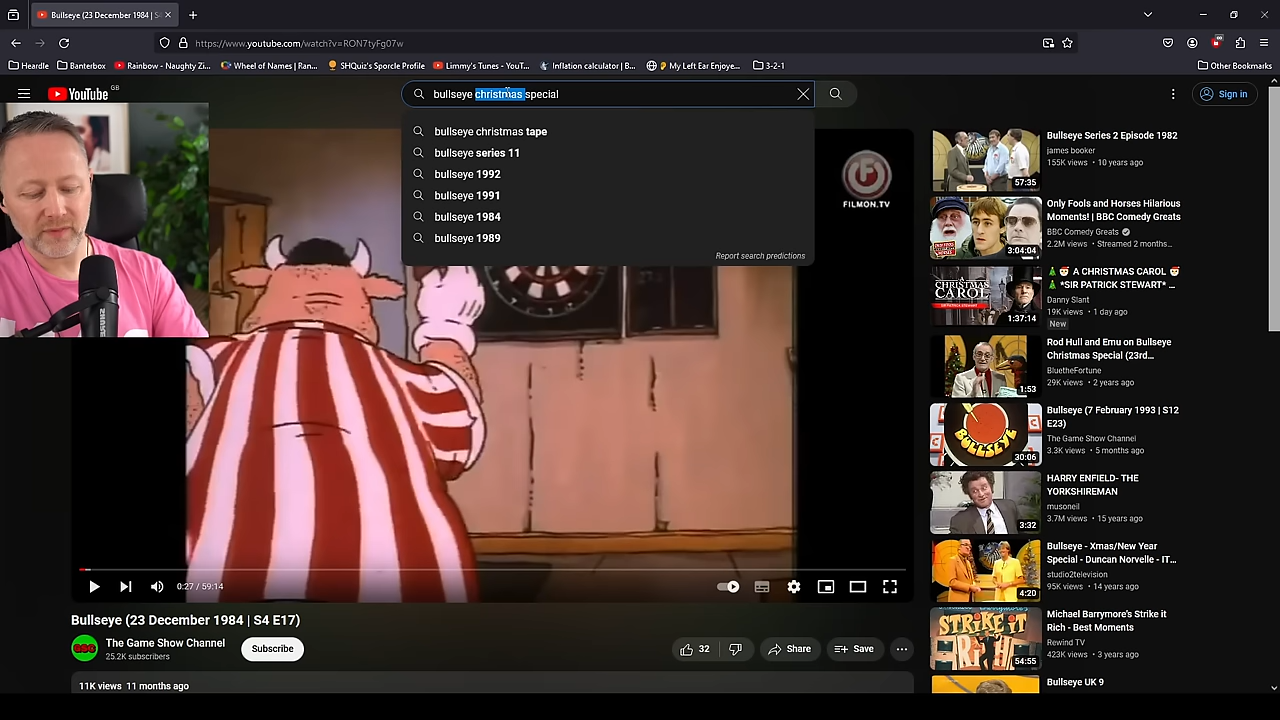 Bullseye (23 December 1984 | S4
https://www.youtube.com/watch?v=RON7tyFg07w
Heardle
Banterbox
Rainbow - Naughty Zi...
Wheel of Names | Ran...
SHQuiz's Sporcle Profile
Limmy's Tunes - YouT...
Inflation calculator | B...
My Left Ear Enjoye...
3-2-1
Other Bookmarks
YouTube GB
bullseye christmas special
Sign in
bullseye christmas tape
bullseye series 11
bullseye 1992
bullseye 1991
bullseye 1984
bullseye 1989
Report search predictions
F
FILMON.TV
0:27 / 59:14
Bullseye (23 December 1984 | S4 E17)
The Game Show Channel
25.2K subscribers
Subscribe
32
Share
Save
11K views 11 months ago
Bullseye Series 2 Episode 1982
james booker
155K views • 10 years ago
57:35
Only Fools and Horses Hilarious
Moments! | BBC Comedy Greats
BBC Comedy Greats
2.2M views • Streamed 2 months...
3:04:04
A CHRISTMAS CAROL
*SIR PATRICK STEWART* ...
Danny Slant
19K views • 1 day ago
New
1:37:14
Rod Hull and Emu on Bullseye
Christmas Special (23rd...
BluetheFortune
29K views • 2 years ago
1:53
Bullseye (7 February 1993 | S12
E23)
The Game Show Channel
3.3K views • 5 months ago
BULLSEYE
30:06
HARRY ENFIELD- THE
YORKSHIREMAN
musoneil
3.7M views • 15 years ago
3:32
Bullseye - Xmas/New Year
Special - Duncan Norvelle - IT...
studio2television
95K views • 14 years ago
4:20
Michael Barrymore's Strike it
Rich - Best Moments
Rewind TV
423K views • 3 years ago
STRIKE IT
54:55
Bullseye UK 9